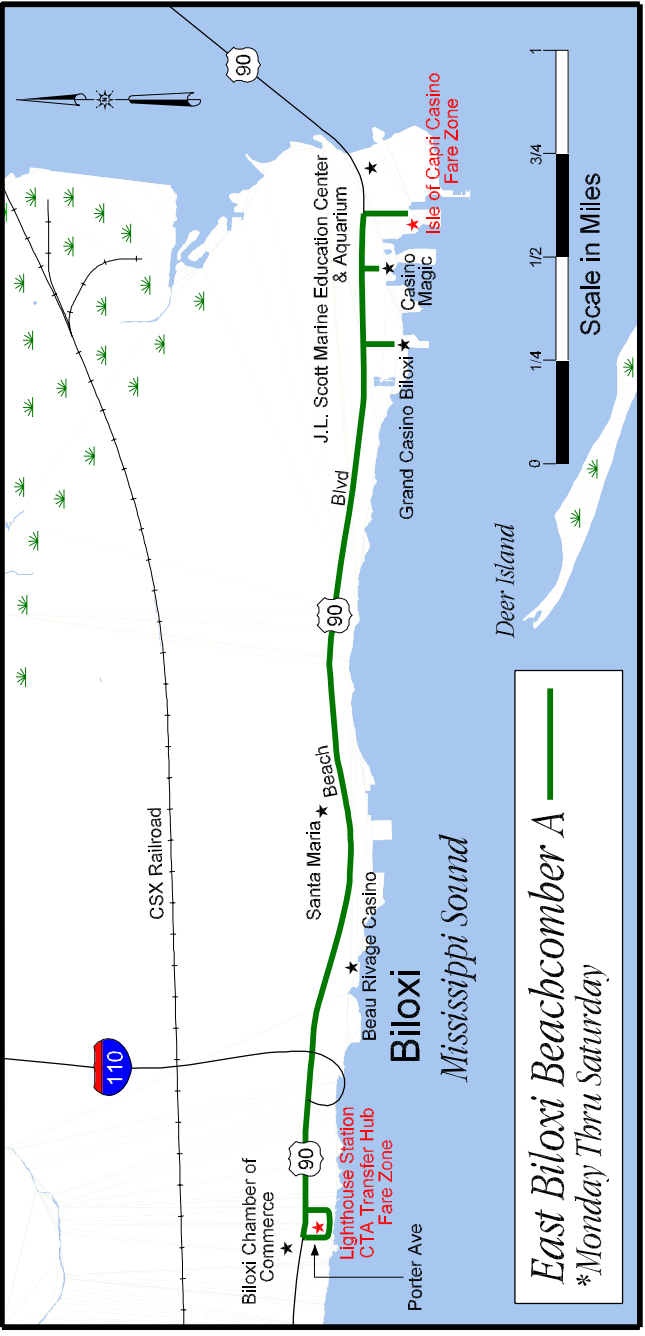 90
J.L. Scott Marine Education Center
& Aquarium
Isle of Capri Casino
Fare Zone
Casino
Magic
Grand Casino Biloxi
Blvd
90
Beach
Santa Maria
CSX Railroad
Beau Rivage Casino
Biloxi
Mississippi Sound
Deer Island
110
90
Biloxi Chamber of
Commerce
Lighthouse Station
CTA Transfer Hub
Fare Zone
Porter Ave
0 1/4 1/2 3/4 1
Scale in Miles
East Biloxi Beachcomber A
*Monday Thru Saturday